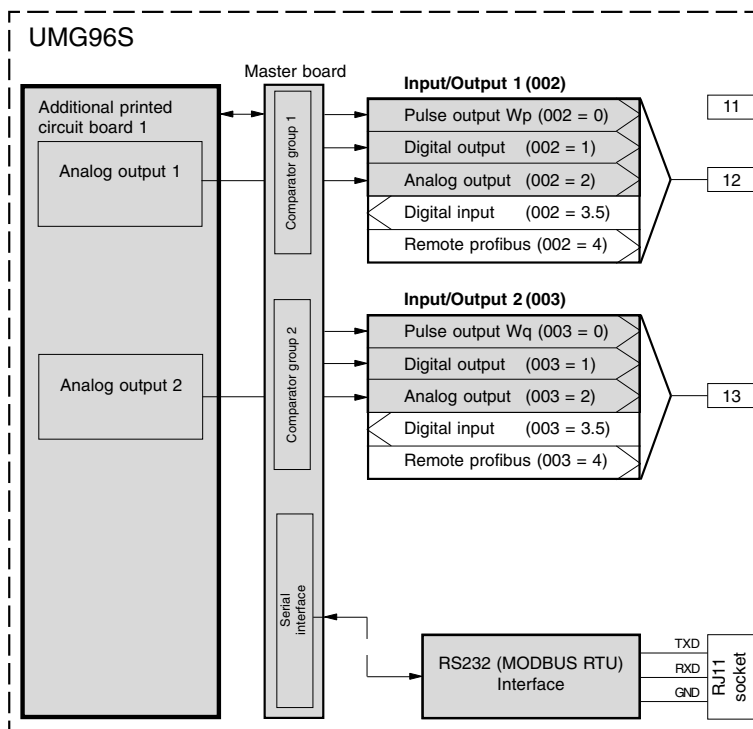 UMG96S
Master board
Additional printed
circuit board 1
Analog output 1
Analog output 2
Comparator group 1
Comparator group 2
Serial
interface
Input/Output 1 (002)
Pulse output Wp (002 = 0)
Digital output (002 = 1)
Analog output (002 = 2)
Digital input (002 = 3.5)
Remote profibus (002 = 4)
11
12
Input/Output 2 (003)
Pulse output Wq (003 = 0)
Digital output (003 = 1)
Analog output (003 = 2)
Digital input (003 = 3.5)
Remote profibus (003 = 4)
13
RS232 (MODBUS RTU)
Interface
TXD
RXD
GND
RJ11
socket